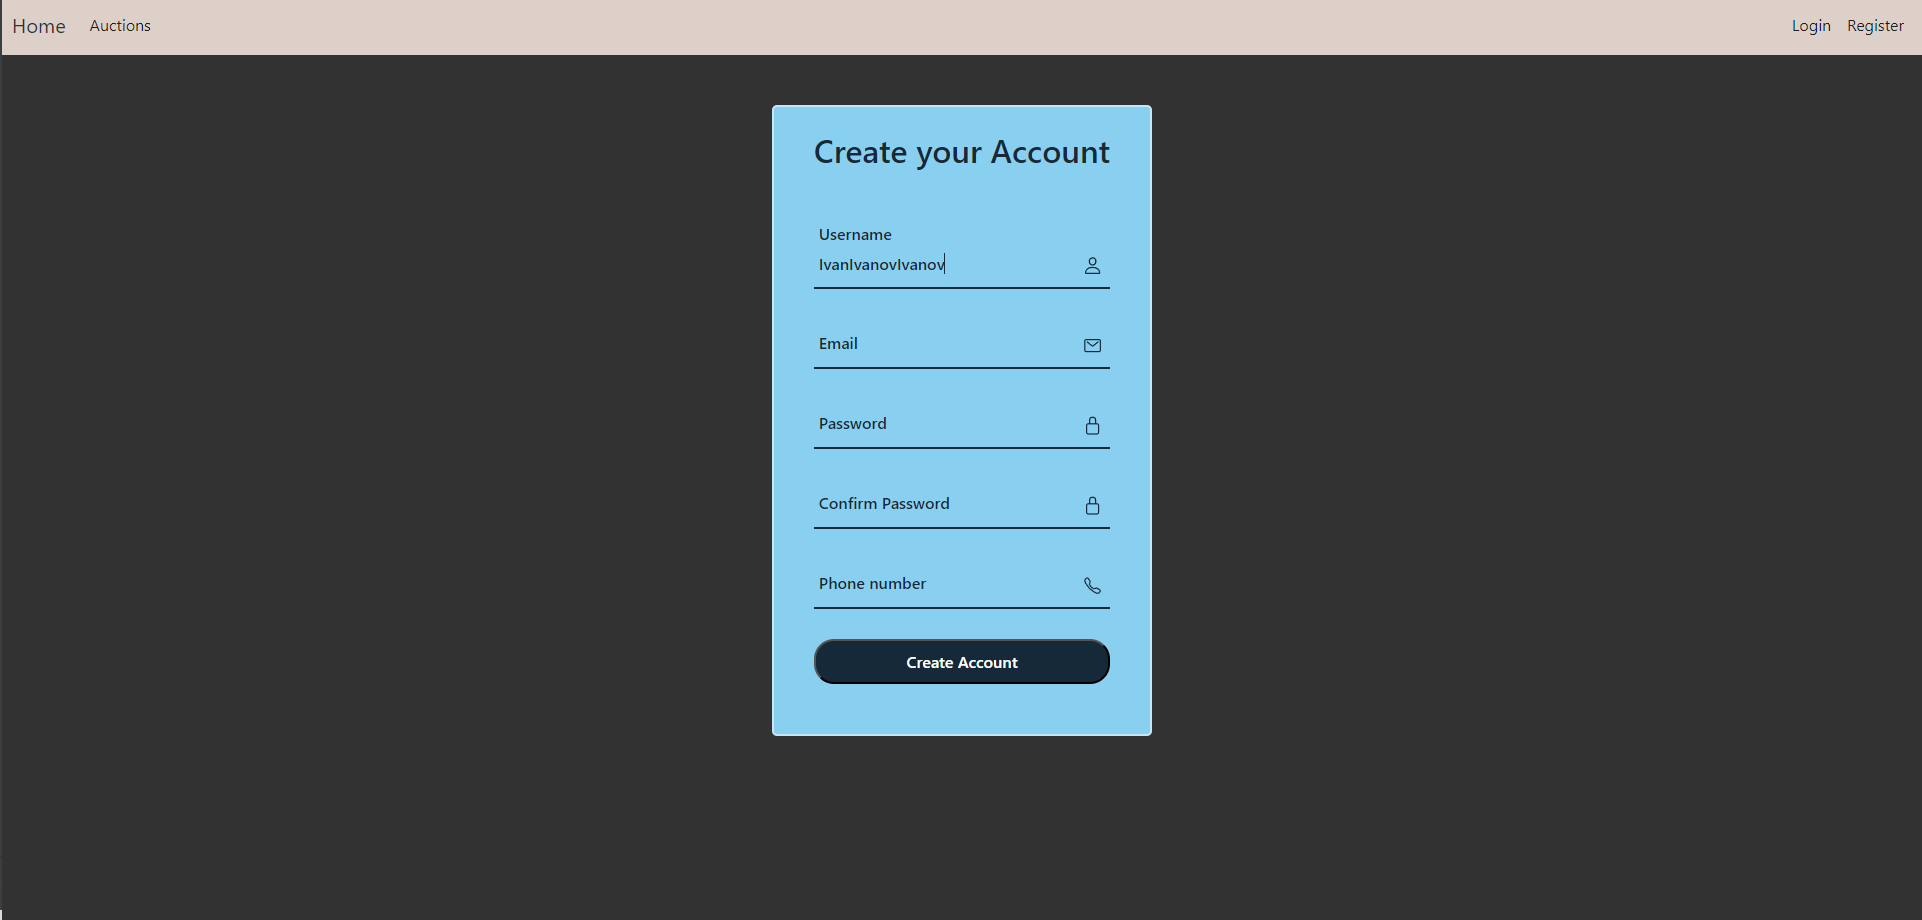 Home Auctions Login Register
Create your Account
Username
IvanIvanovIvanov
Email
Password
Confirm Password
Phone number
Create Account